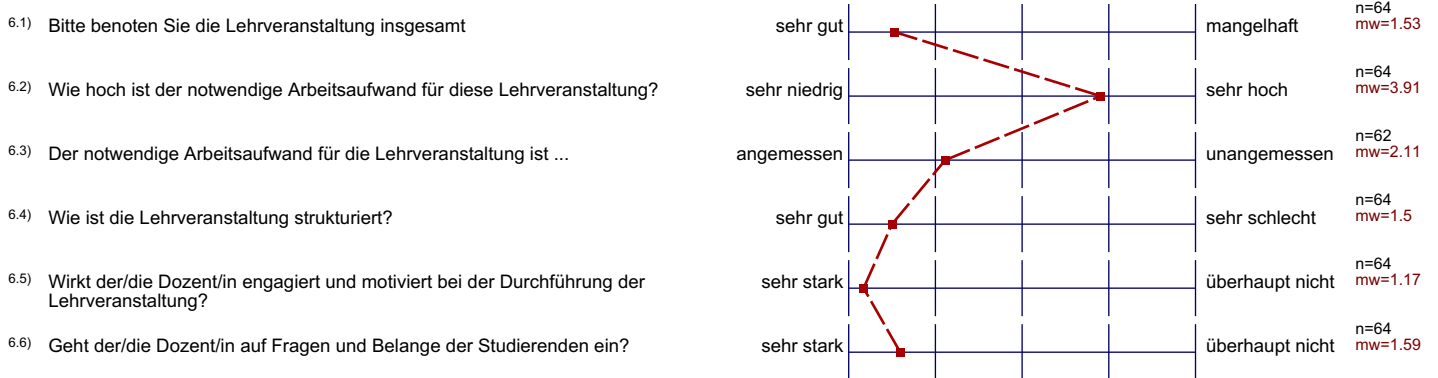 6.1) Bitte benoten Sie die Lehrveranstaltung insgesamt sehr gut mangelhaft n=64
mw=1.53
6.2) Wie hoch ist der notwendige Arbeitsaufwand für diese Lehrveranstaltung? sehr niedrig sehr hoch n=64
mw=3.91
6.3) Der notwendige Arbeitsaufwand für die Lehrveranstaltung ist ... angemessen unangemessen n=62
mw=2.11
6.4) Wie ist die Lehrveranstaltung strukturiert? sehr gut sehr schlecht n=64
mw=1.5
6.5) Wirkt der/die Dozent/in engagiert und motiviert bei der Durchführung der sehr stark überhaupt nicht n=64
Lehrveranstaltung? mw=1.17
6.6) Geht der/die Dozent/in auf Fragen und Belange der Studierenden ein? sehr stark überhaupt nicht n=64
mw=1.59